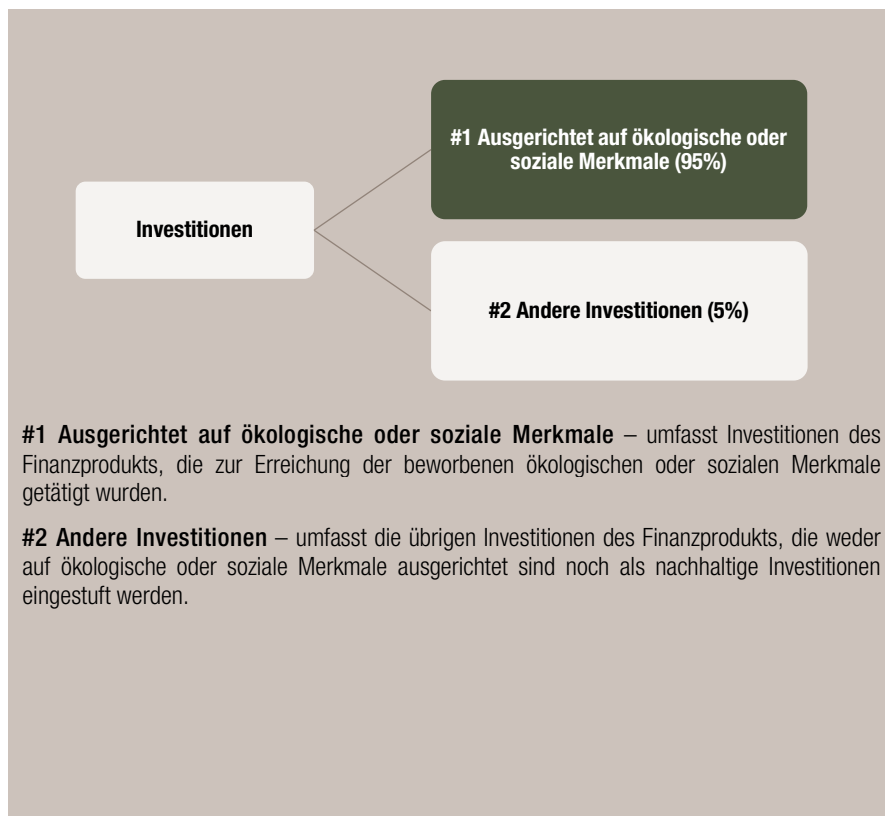 #1 Ausgerichtet auf ökologische oder
soziale Merkmale (95%)
Investitionen
#2 Andere Investitionen (5%)
#1 Ausgerichtet auf ökologische oder soziale Merkmale – umfasst Investitionen des
Finanzprodukts, die zur Erreichung der beworbenen ökologischen oder sozialen Merkmale
getätigt wurden.
#2 Andere Investitionen – umfasst die übrigen Investitionen des Finanzprodukts, die weder
auf ökologische oder soziale Merkmale ausgerichtet sind noch als nachhaltige Investitionen
eingestuft werden.